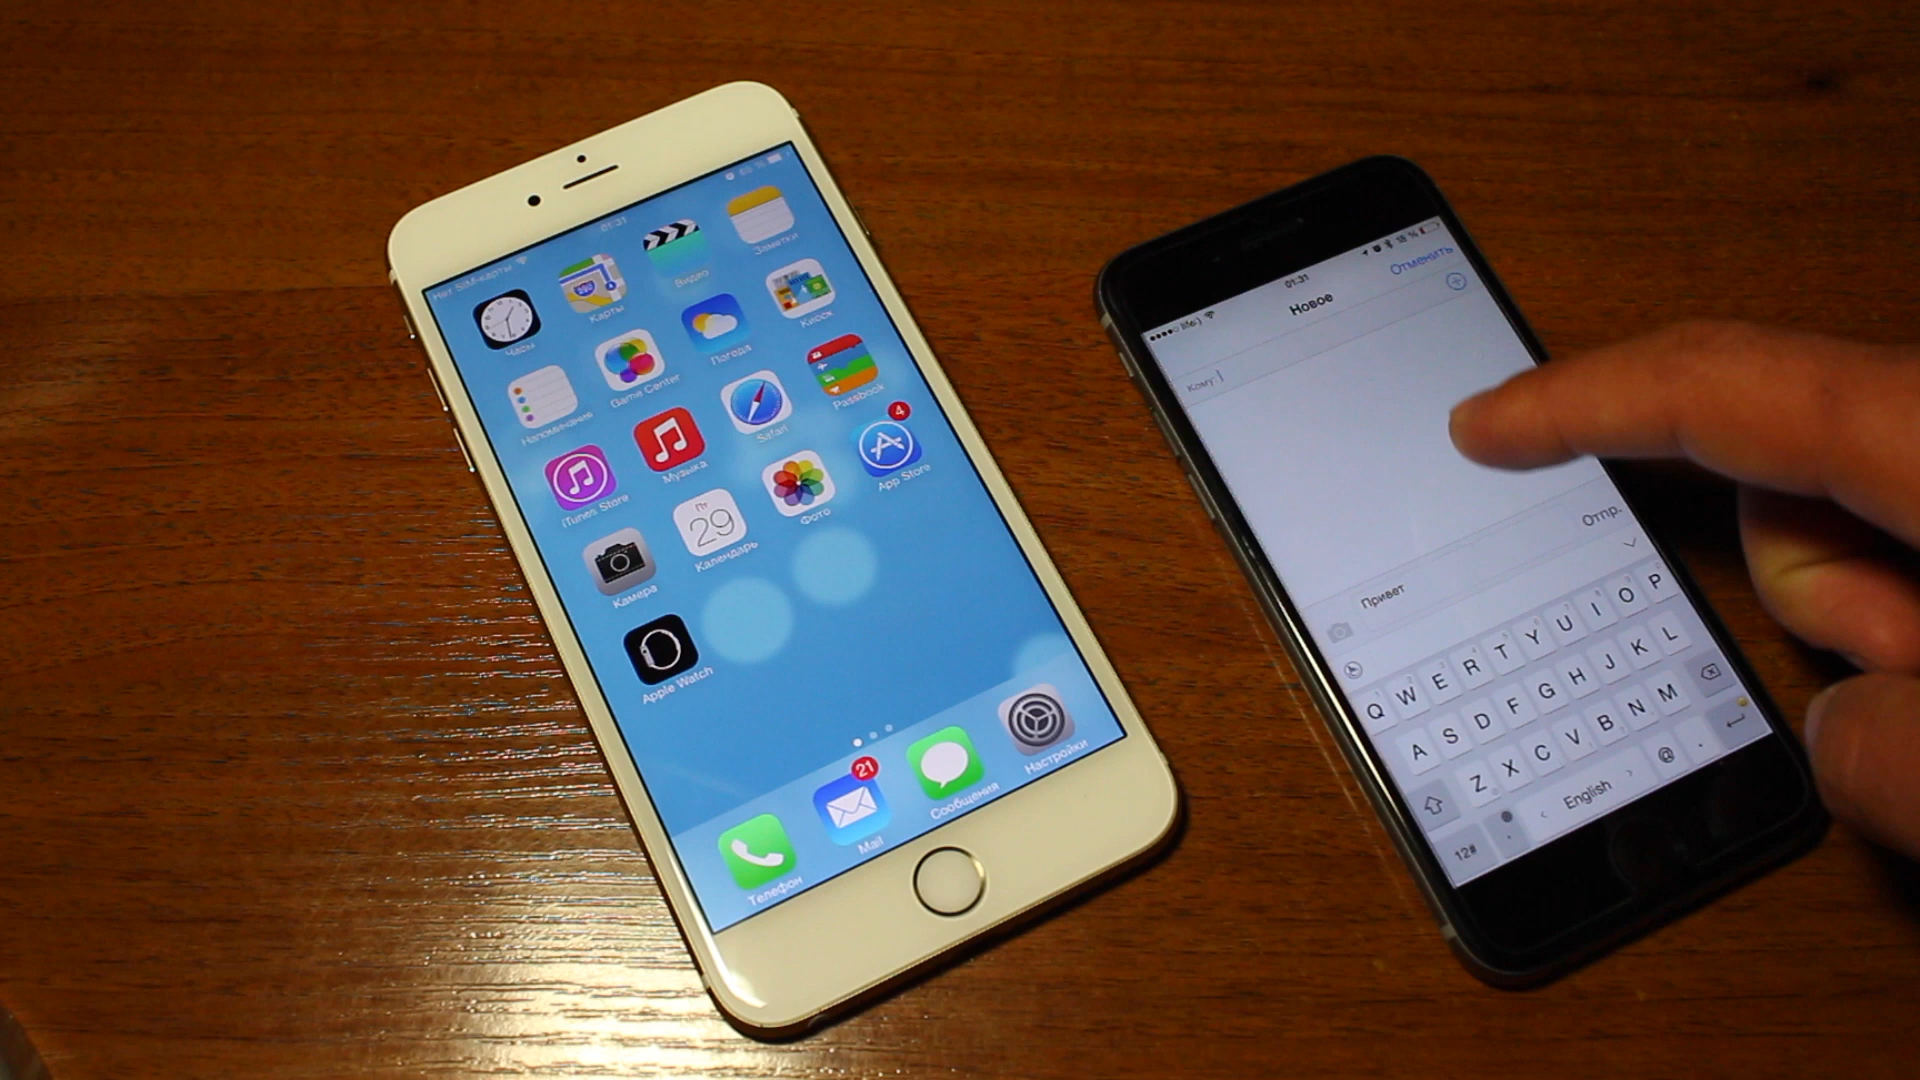 Нет SIM-карты
01:31
Часы
Карты
Видео
Заметки
Напоминания
Game Center
Погода
Киоск
iTunes Store
Музыка
Safari
Passbook
Камера
Пт
29
Календарь
Фото
4
App Store
Apple Watch
Телефон
21
Mail
Сообщения
Настройки
life:)
01:31
18 %
Новое
Отменить
Кому:
Привет
Отпр.
Q W E R T Y U I O P
A S D F G H J K L
Z X C V B N M
12#
English
@
.